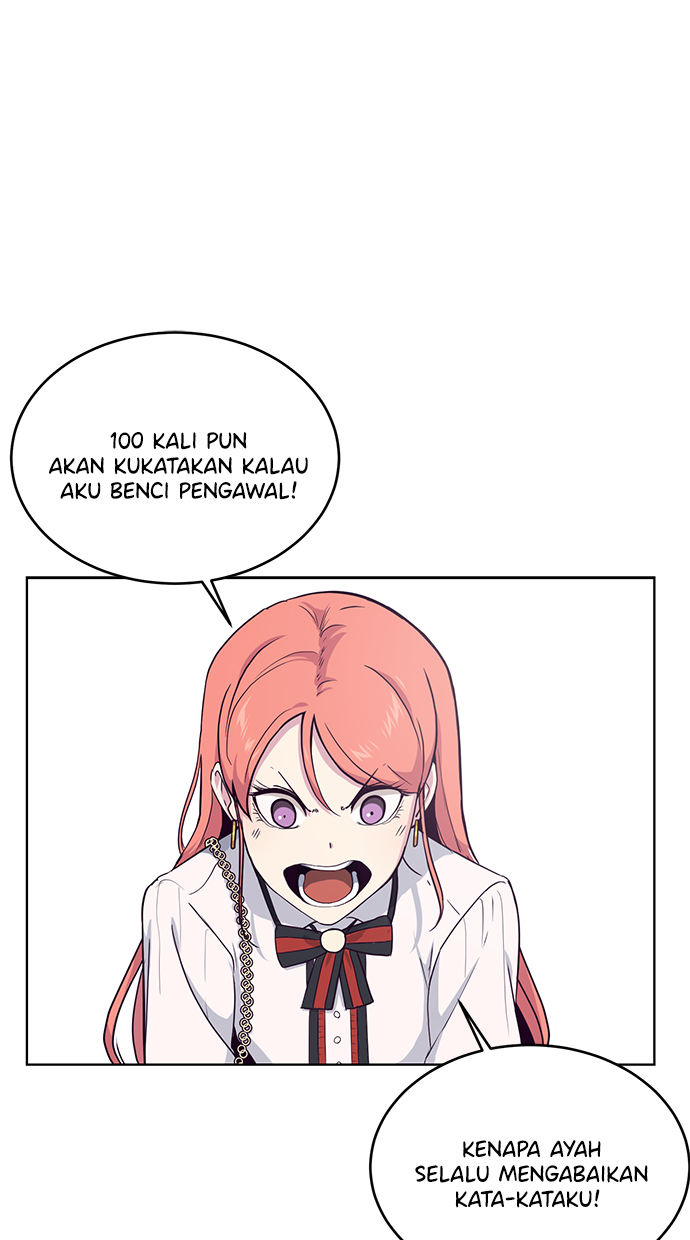 100 KALI PUN
AKAN KUKATAKAN KALAU
AKU BENCI PENGAWAL!
KENAPA AYAH
SELALU MENGABAIKAN
KATA-KATAKU!